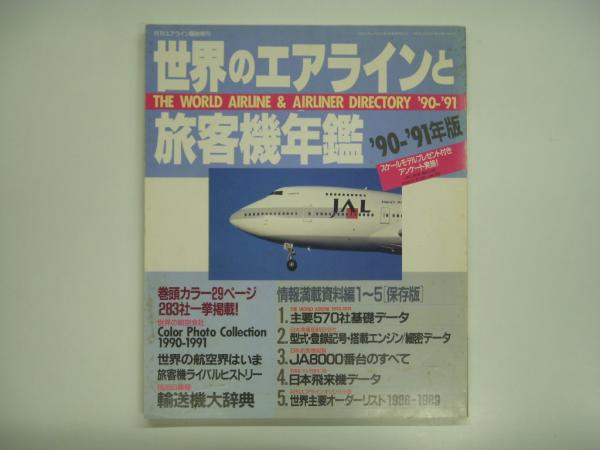 月刊エアライン臨時増刊
世界のエアラインと
THE WORLD AIRLINE & AIRLINER DIRECTORY '90-'91
旅客機年鑑
'90-'91年版
スケールモデルプレゼント付き
アンケート実施!
JAL
巻頭カラー29ページ
283社一挙掲載!
世界の航空会社
Color Photo Collection
1990-1991
世界の航空界はいま
旅客機ライバルヒストリー
輸送機大辞典
情報満載資料編1〜5[保存版]
THE WORLD AIRLINE 1990-1991
1.主要570社基礎データ
2.型式・登録記号・搭載エンジン/細密データ
3.JA8000番台のすべて
4.日本飛来機データ
5.世界主要オーダーリスト1986-1989